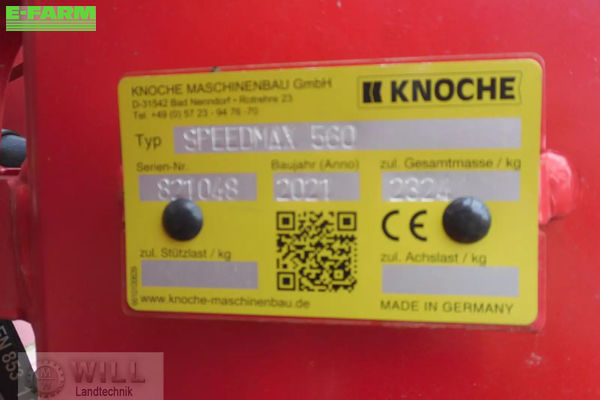 E-FARM
KNOCHE MASCHINENBAU GmbH
D-31542 Bad Nenndorf - Rotrehre 23
Tel. +49 (0) 57 23 - 94 76 -70
KNOCHE
Typ SPEEDMAX 560
Serien-Nr. Baujahr (Anno) zul. Gesamtmasse / kg
821048 2021 2324
CE
zul. Stützlast / kg zul. Achslast / kg
www.knoche-maschinenbau.de MADE IN GERMANY
EN 853
WILL
Landtechnik